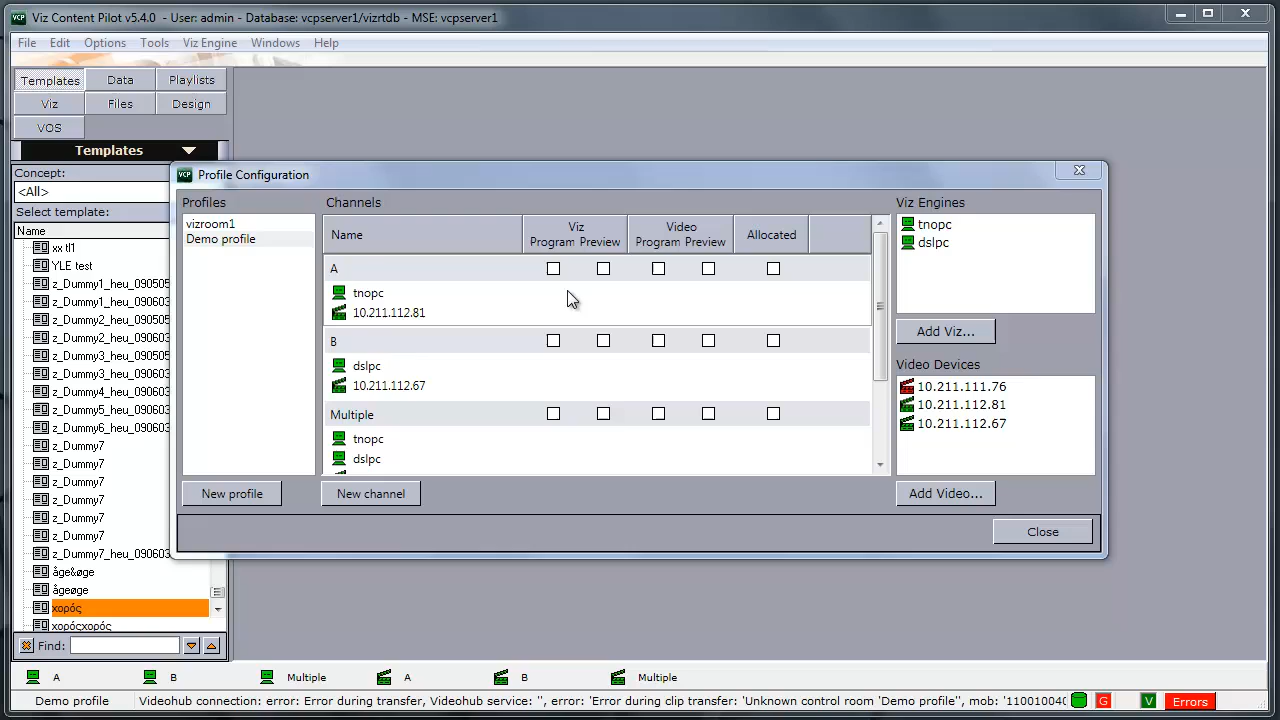 Viz Content Pilot v5.4.0 - User: admin - Database: vcpserver1/vizrtdb - MSE: vcpserver1
File Edit Options Tools Viz Engine Windows Help
Templates Data Playlists
Viz Files Design
VOS
Templates
Concept:
<All>
Select template:
Name
xx tl1
YLE test
z_Dummy1_heu_090505
z_Dummy1_heu_090603
z_Dummy2_heu_090505
z_Dummy2_heu_090603
z_Dummy3_heu_090603
z_Dummy4_heu_090603
z_Dummy5_heu_090603
z_Dummy6_heu_090603
z_Dummy7
z_Dummy7
z_Dummy7
z_Dummy7
z_Dummy7
z_Dummy7
z_Dummy7_heu_090603
åge&øge
ågeøge
χορός
χορόςχορός
Find:
VCP Profile Configuration
Profiles
vizroom1
Demo profile
New profile
Channels
Name Viz Program Preview Video Program Preview Allocated
A
tnopc
10.211.112.81
B
dslpc
10.211.112.67
Multiple
tnopc
dslpc
New channel
Viz Engines
tnopc
dslpc
Add Viz...
Video Devices
10.211.111.76
10.211.112.81
10.211.112.67
Add Video...
Close
A B Multiple A B Multiple
Demo profile Videohub connection: error: Error during transfer, Videohub service: '', error: 'Error during clip transfer: 'Unknown control room 'Demo profile'', mob: '110010040 G V Errors